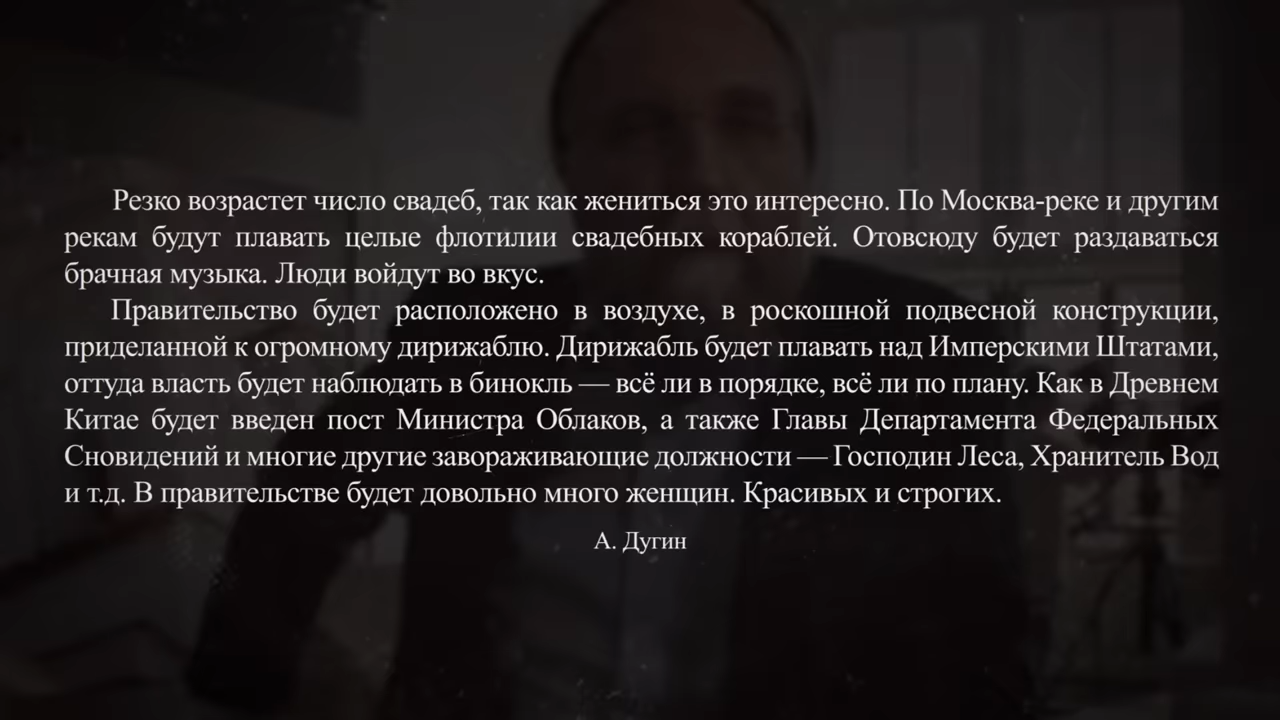 Резко возрастет число свадеб, так как жениться это интересно. По Москва-реке и другим
рекам будут плавать целые флотилии свадебных кораблей. Отовсюду будет раздаваться
брачная музыка. Люди войдут во вкус.
Правительство будет расположено в воздухе, в роскошной подвесной конструкции,
приделанной к огромному дирижаблю. Дирижабль будет плавать над Имперскими Штатами,
оттуда власть будет наблюдать в бинокль — всё ли в порядке, всё ли по плану. Как в Древнем
Китае будет введен пост Министра Облаков, а также Главы Департамента Федеральных
Сновидений и многие другие завораживающие должности — Господин Леса, Хранитель Вод
и т.д. В правительстве будет довольно много женщин. Красивых и строгих.
А. Дугин